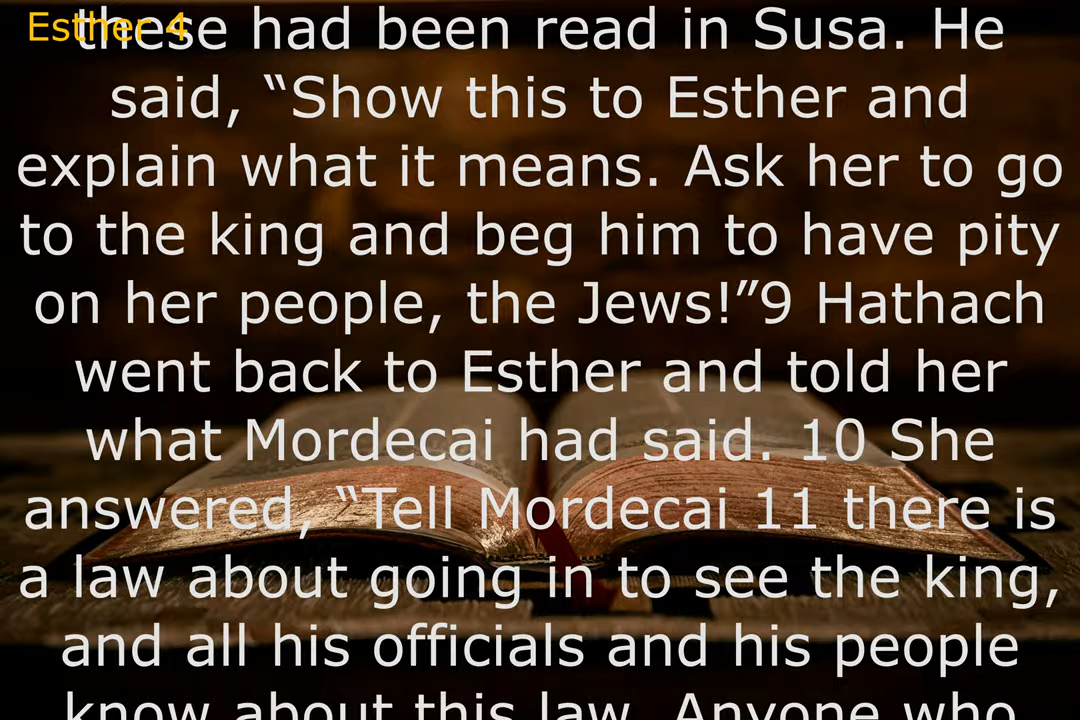 Esther 4
these had been read in Susa. He
said, “Show this to Esther and
explain what it means. Ask her to go
to the king and beg him to have pity
on her people, the Jews!”9 Hathach
went back to Esther and told her
what Mordecai had said. 10 She
answered, “Tell Mordecai 11 there is
a law about going in to see the king,
and all his officials and his people
know about this law. Anyone who